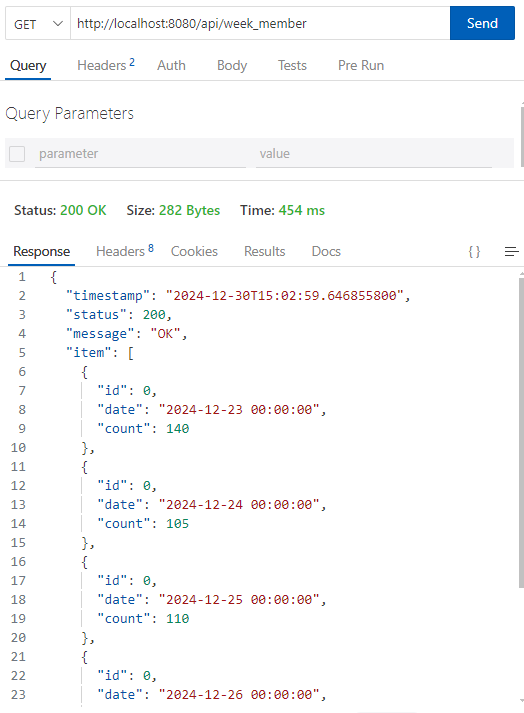 GET http://localhost:8080/api/week_member Send
Query Headers 2 Auth Body Tests Pre Run
Query Parameters
parameter value
Status: 200 OK Size: 282 Bytes Time: 454 ms
Response Headers 8 Cookies Results Docs { }
1 {
2 "timestamp": "2024-12-30T15:02:59.646855800",
3 "status": 200,
4 "message": "OK",
5 "item": [
6 {
7 "id": 0,
8 "date": "2024-12-23 00:00:00",
9 "count": 140
10 },
11 {
12 "id": 0,
13 "date": "2024-12-24 00:00:00",
14 "count": 105
15 },
16 {
17 "id": 0,
18 "date": "2024-12-25 00:00:00",
19 "count": 110
20 },
21 {
22 "id": 0,
23 "date": "2024-12-26 00:00:00",